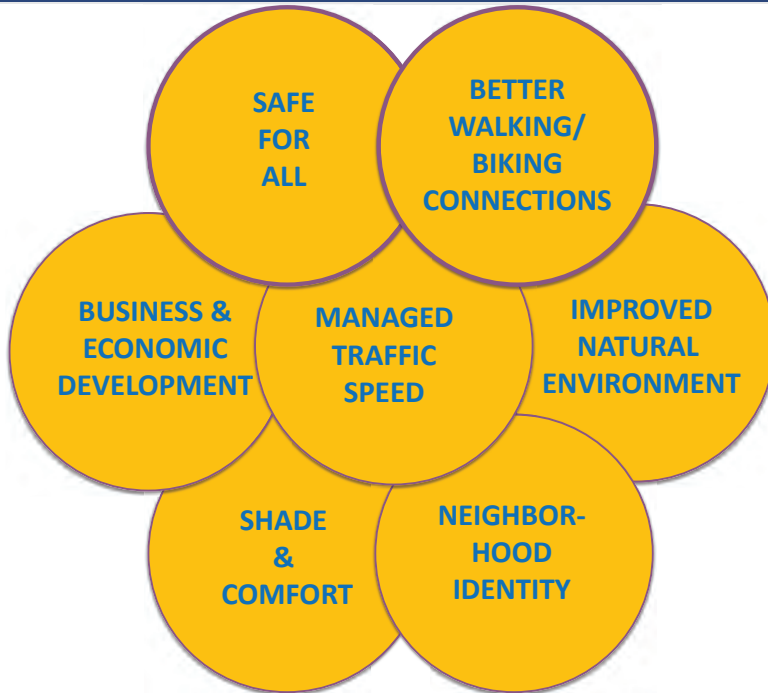 SAFE
FOR
ALL
BETTER
WALKING/
BIKING
CONNECTIONS
BUSINESS &
ECONOMIC
DEVELOPMENT
MANAGED
TRAFFIC
SPEED
IMPROVED
NATURAL
ENVIRONMENT
SHADE
&
COMFORT
NEIGHBOR-
HOOD
IDENTITY